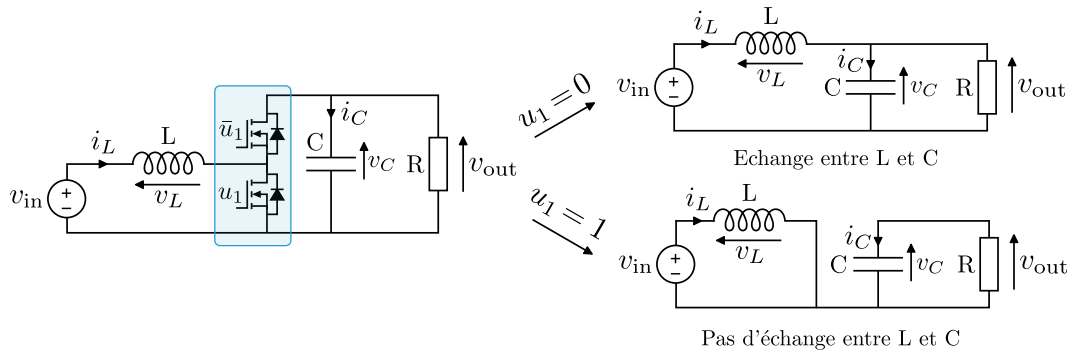 L
i_L
v_L
v_in
ū_1
u_1
i_C
C
v_C
R
v_out
u_1 = 0
L
i_L
v_L
v_in
i_C
C
v_C
R
v_out
Echange entre L et C
u_1 = 1
L
i_L
v_L
v_in
i_C
C
v_C
R
v_out
Pas d'échange entre L et C